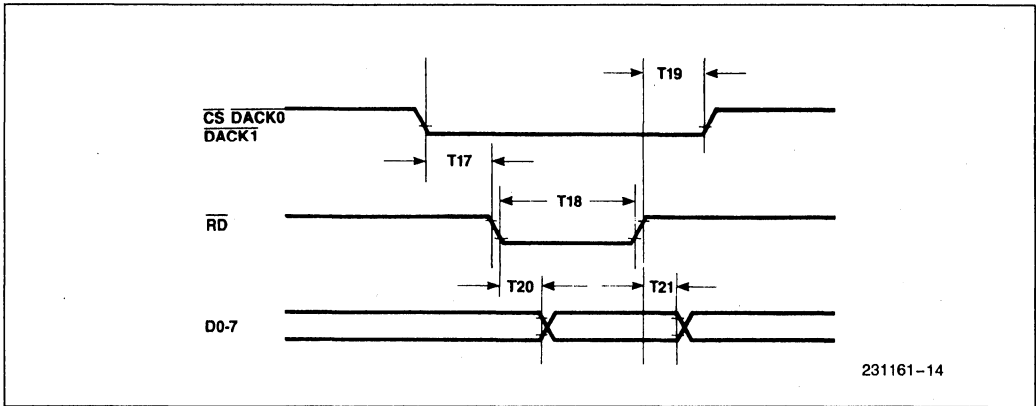 T19
CS DACK0
DACK1
T17
T18
RD
T20
T21
D0-7
231161-14